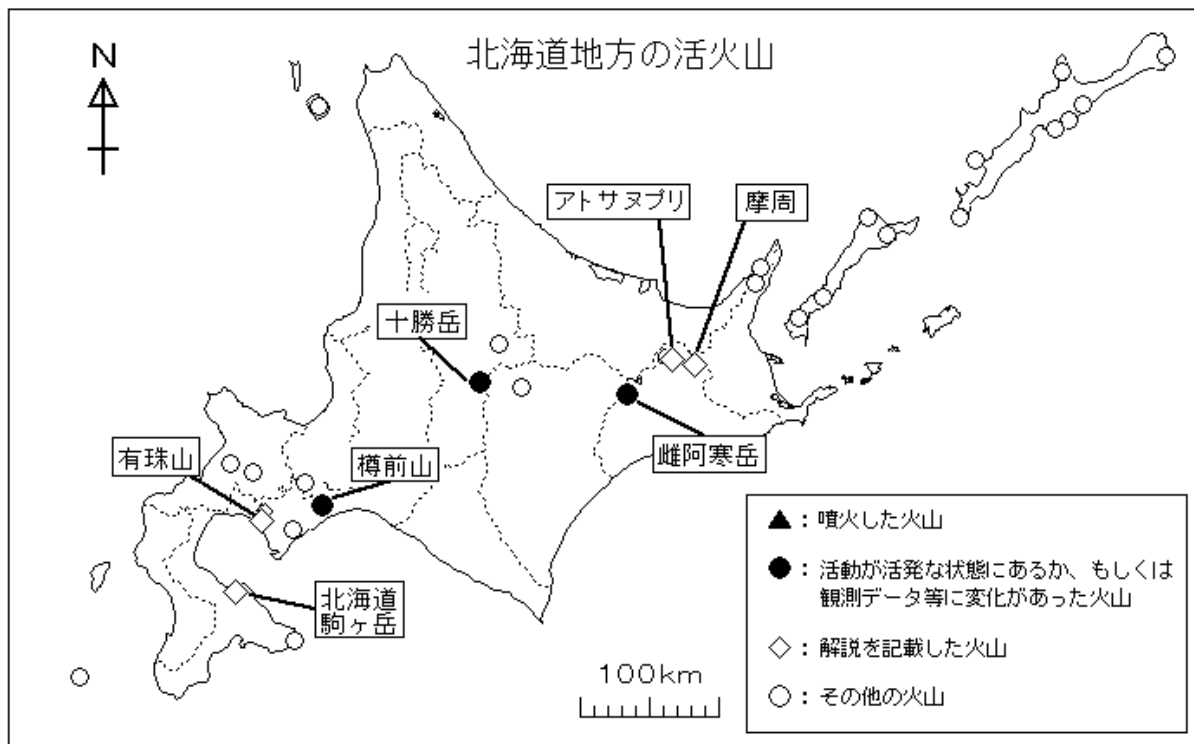 北海道地方の活火山
N
アトサヌプリ
摩周
十勝岳
有珠山
樽前山
雌阿寒岳
北海道
駒ヶ岳
100km
▲：噴火した火山
●：活動が活発な状態にあるか、もしくは
観測データ等に変化があった火山
◇：解説を記載した火山
○：その他の火山